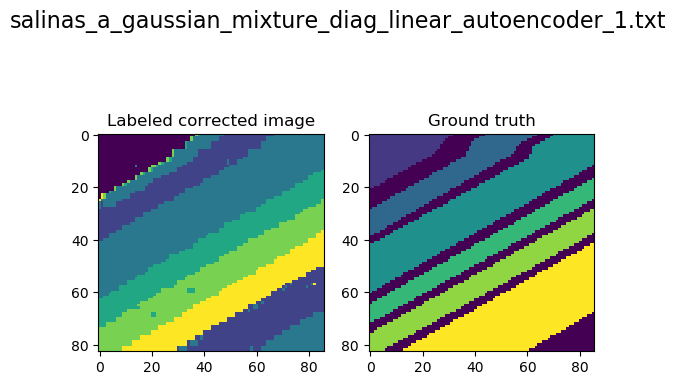 salinas_a_gaussian_mixture_diag_linear_autoencoder_1.txt
Labeled corrected image
Ground truth
0
20
40
60
80
0 20 40 60 80
0
20
40
60
80
0 20 40 60 80